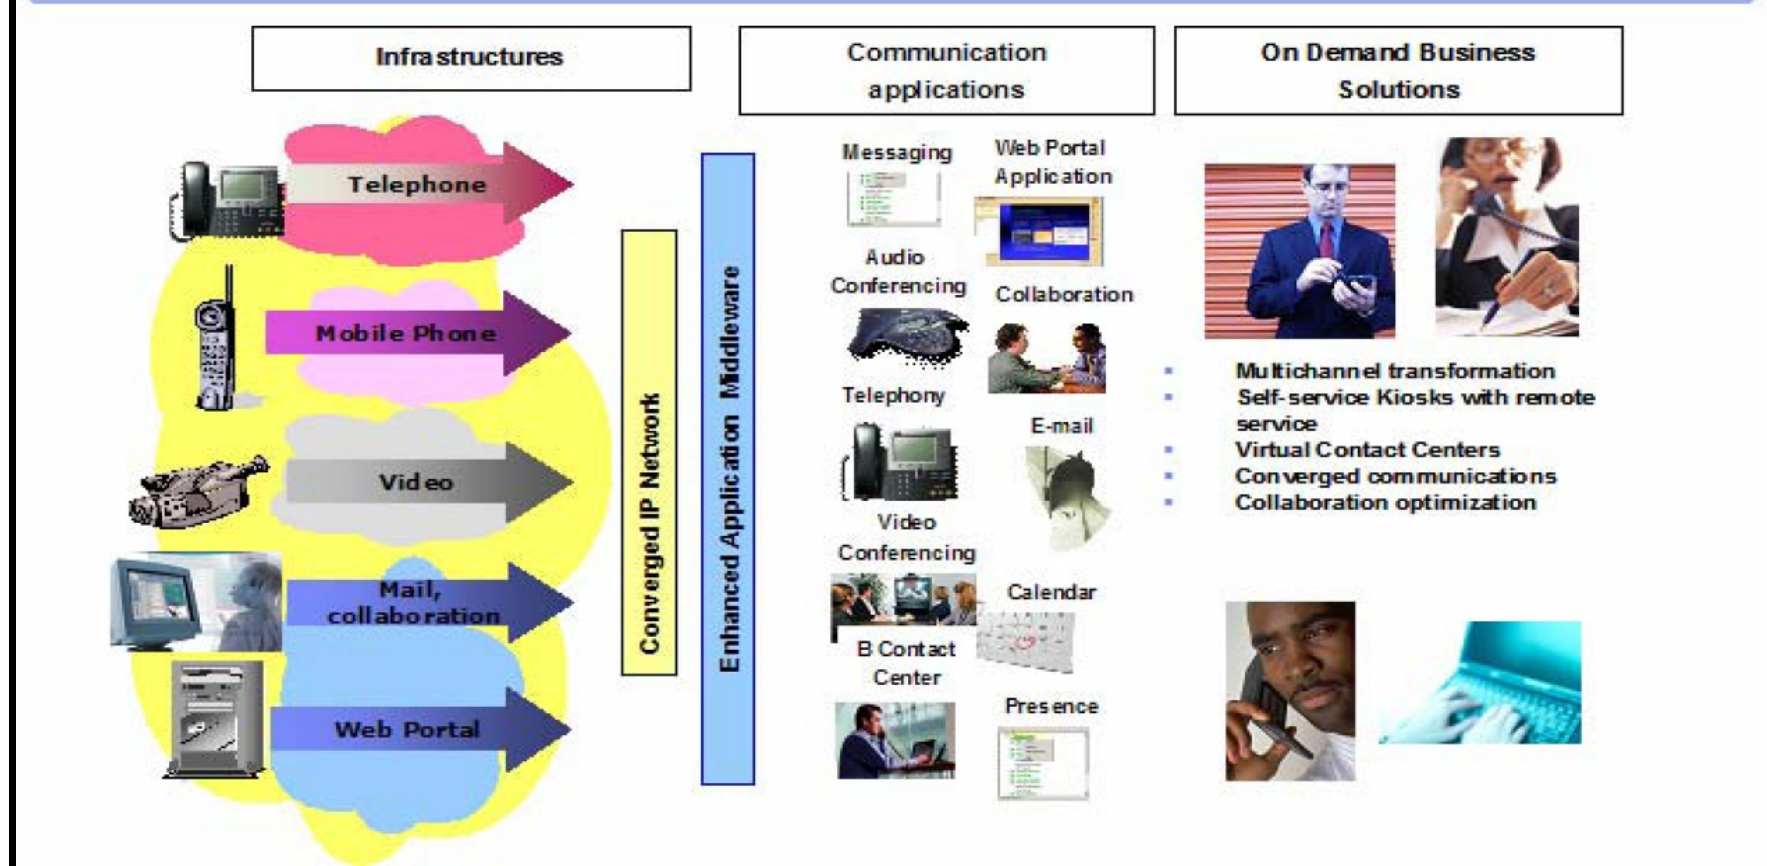 Infrastructures
Communication
applications
On Demand Business
Solutions
Telephone
Mobile Phone
Video
Mail,
collaboration
Web Portal
Converged IP Network
Enhanced Application Middleware
Messaging
Web Portal
Application
Audio
Conferencing
Collaboration
Telephony
E-mail
Video
Conferencing
Calendar
B Contact
Center
Presence
▪ Multichannel transformation
▪ Self-service Kiosks with remote
service
▪ Virtual Contact Centers
▪ Converged communications
▪ Collaboration optimization